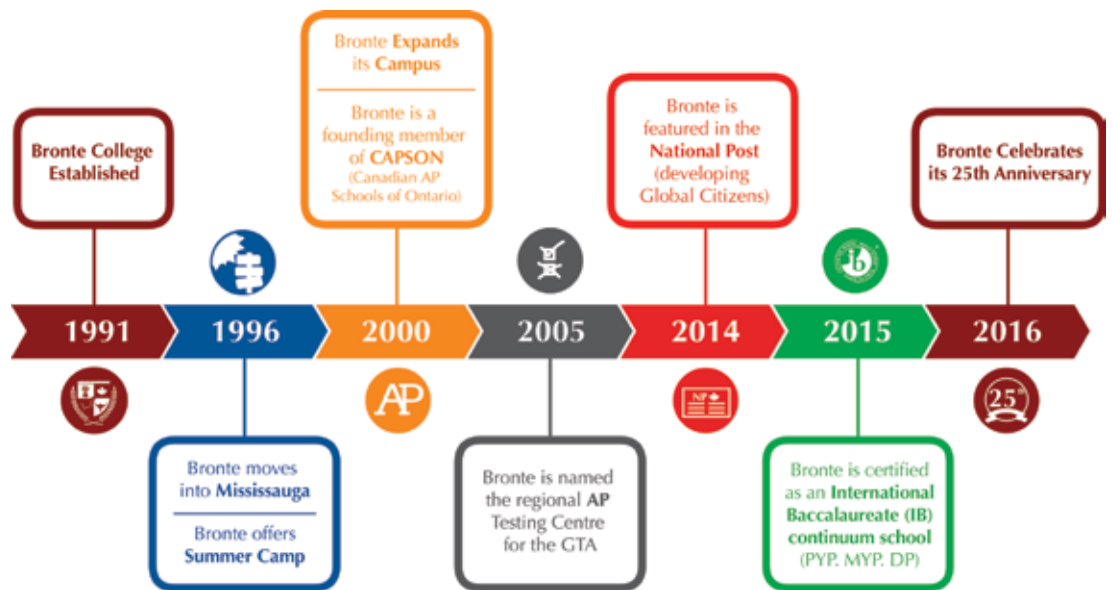 Bronte Expands
its Campus
Bronte is a
founding member
of CAPSON
(Canadian AP
Schools of Ontario)
Bronte College
Established
Bronte is
featured in the
National Post
(developing
Global Citizens)
Bronte Celebrates
its 25th Anniversary
ib
1991
1996
2000
2005
2014
2015
2016
AP
NP
25th
Bronte moves
into Mississauga
Bronte offers
Summer Camp
Bronte is named
the regional AP
Testing Centre
for the GTA
Bronte is certified
as an International
Baccalaureate (IB)
continuum school
(PYP. MYP. DP)